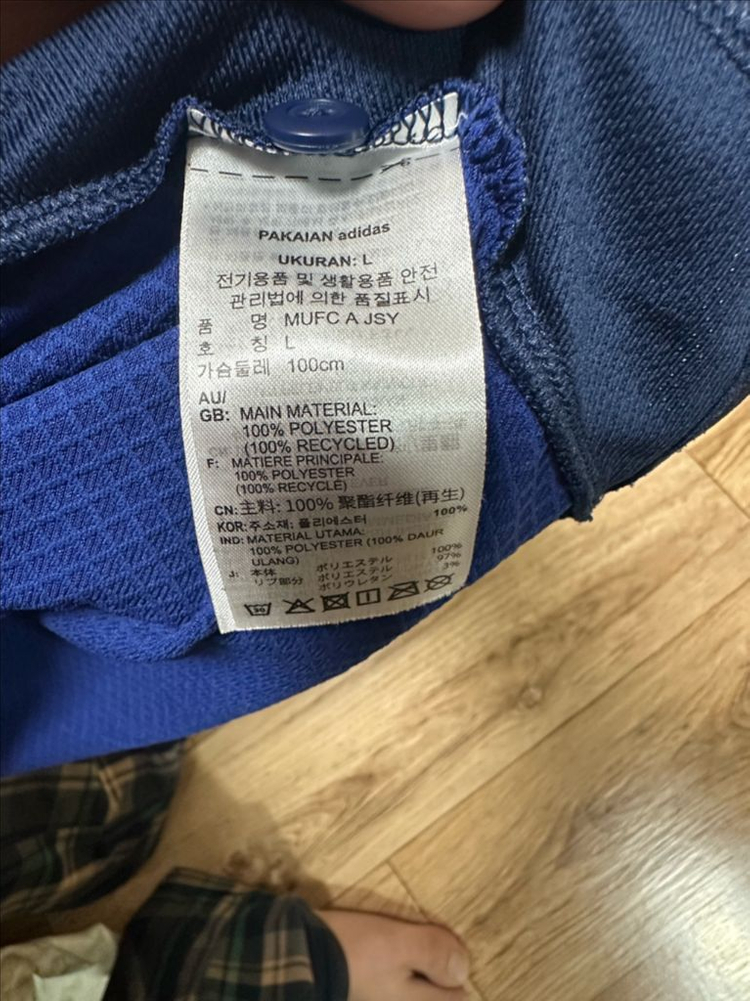 PAKAIAN adidas
UKURAN: L
전기용품 및 생활용품 안전
관리법에 의한 품질표시
품 명 MUFC A JSY
호 칭 L
가슴둘레 100cm
AU/
GB: MAIN MATERIAL:
100% POLYESTER
(100% RECYCLED)
F: MATIERE PRINCIPALE:
100% POLYESTER
(100% RECYCLÉ)
CN: 主料: 100% 聚酯纤维(再生)
KOR: 주소재: 폴리에스터 100%
IND: MATERIAL UTAMA:
100% POLYESTER (100% DAUR
ULANG)
J: 本体 ポリエステル 100%
リブ部分 ポリエステル 97%
ポリウレタン 3%
30